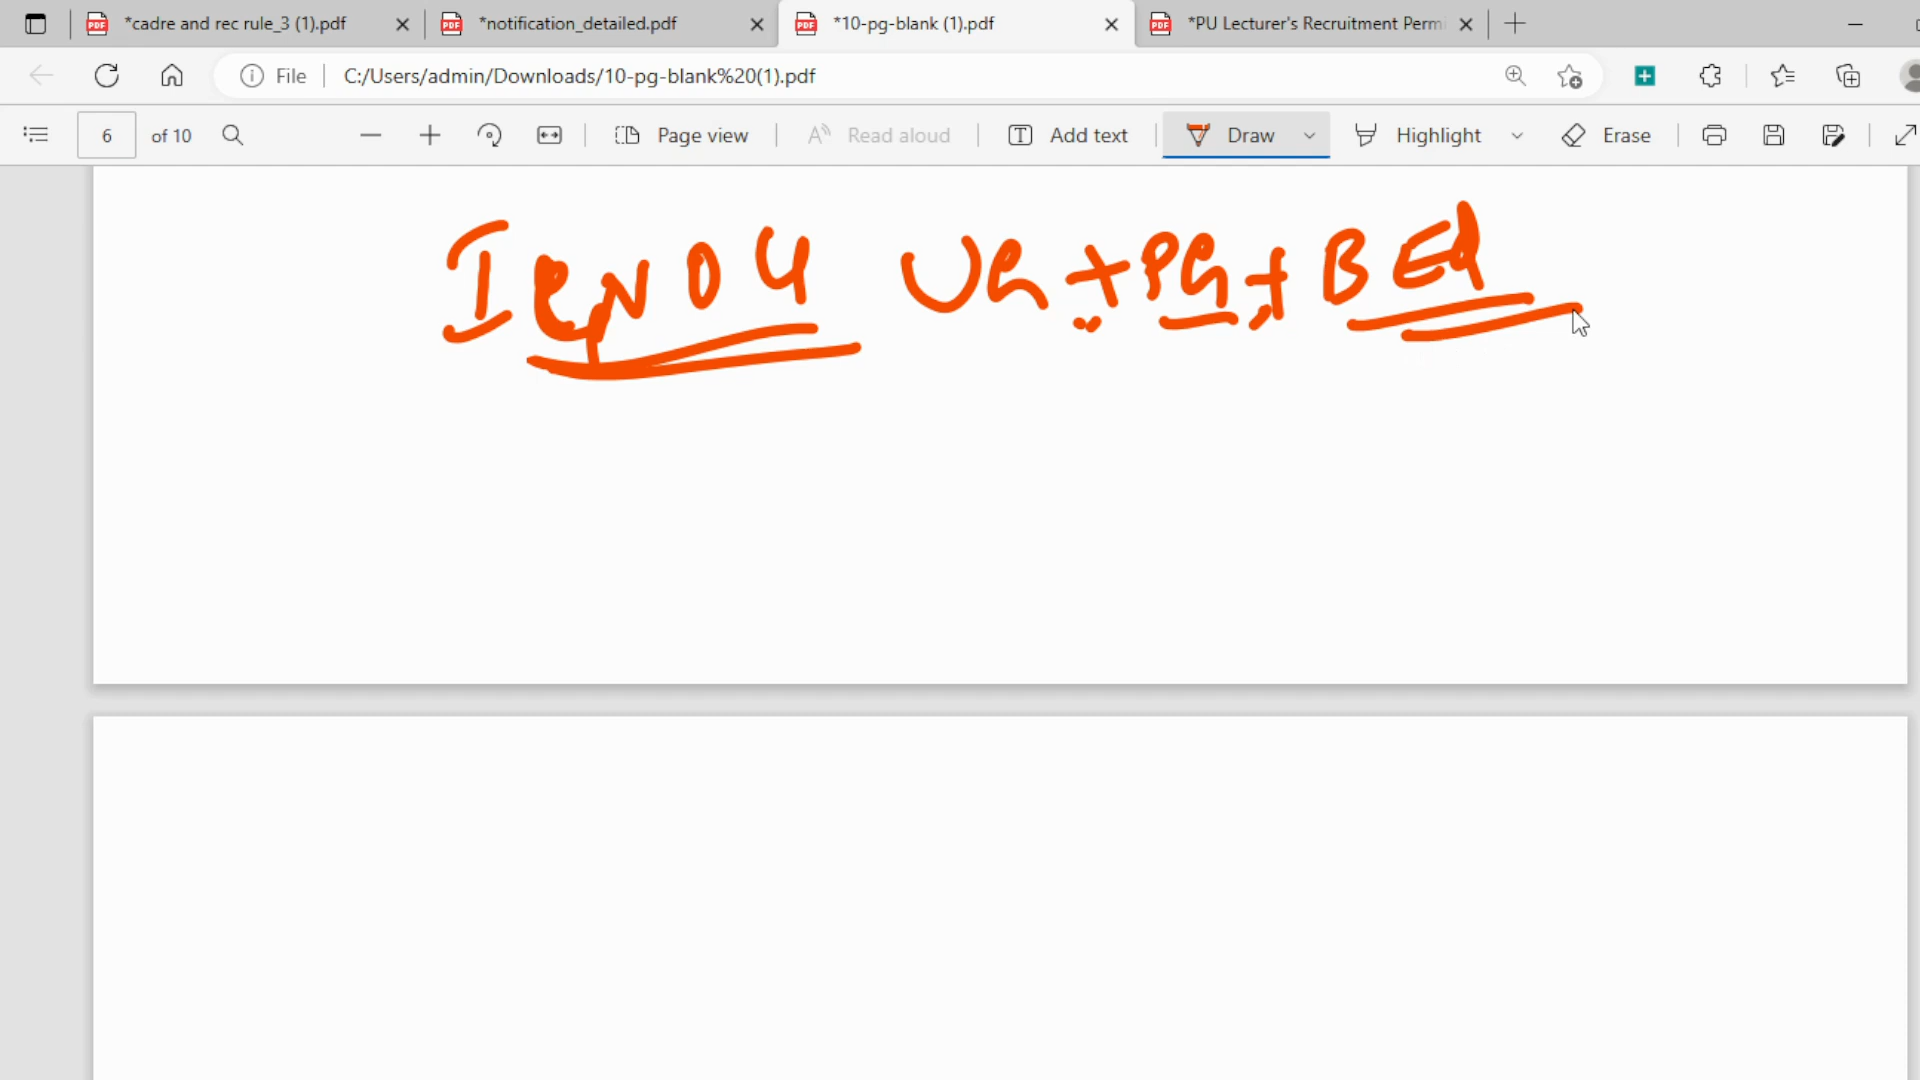 *cadre and rec rule_3 (1).pdf
*notification_detailed.pdf
*10-pg-blank (1).pdf
*PU Lecturer's Recruitment Permi
File
C:/Users/admin/Downloads/10-pg-blank%20(1).pdf
6 of 10
Page view
Read aloud
Add text
Draw
Highlight
Erase
IGNOU UG + PG + BEd